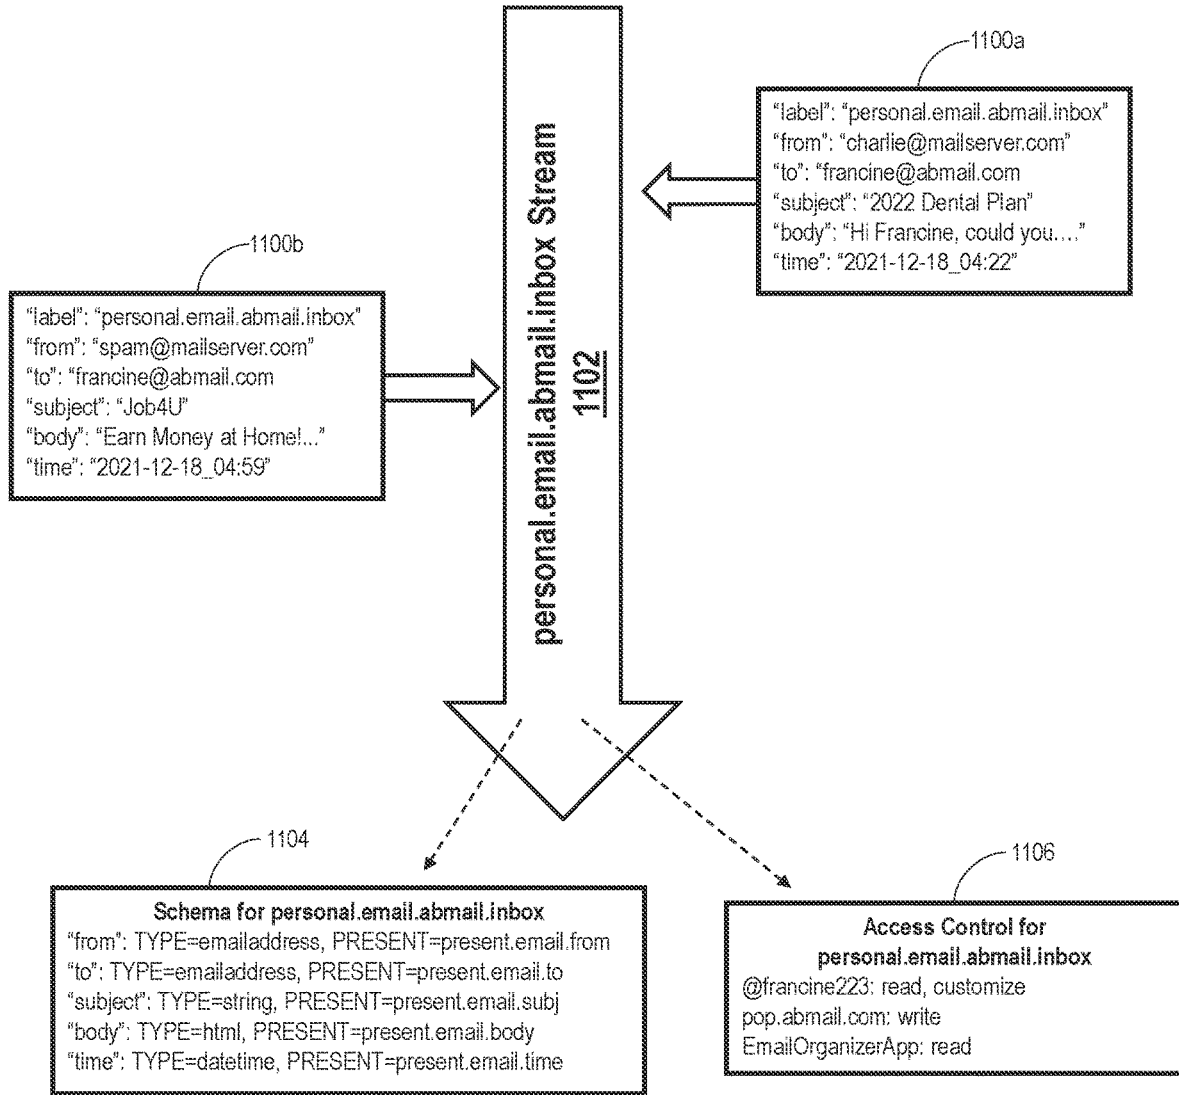 1100a
"label": "personal.email.abmail.inbox"
"from": "charlie@mailserver.com"
"to": "francine@abmail.com
"subject": "2022 Dental Plan"
"body": "Hi Francine, could you...."
"time": "2021-12-18_04:22"
1100b
"label": "personal.email.abmail.inbox"
"from": "spam@mailserver.com"
"to": "francine@abmail.com
"subject": "Job4U"
"body": "Earn Money at Home!..."
"time": "2021-12-18_04:59"
personal.email.abmail.inbox Stream
1102
1104
Schema for personal.email.abmail.inbox
"from": TYPE=emailaddress, PRESENT=present.email.from
"to": TYPE=emailaddress, PRESENT=present.email.to
"subject": TYPE=string, PRESENT=present.email.subj
"body": TYPE=html, PRESENT=present.email.body
"time": TYPE=datetime, PRESENT=present.email.time
1106
Access Control for
personal.email.abmail.inbox
@francine223: read, customize
pop.abmail.com: write
EmailOrganizerApp: read